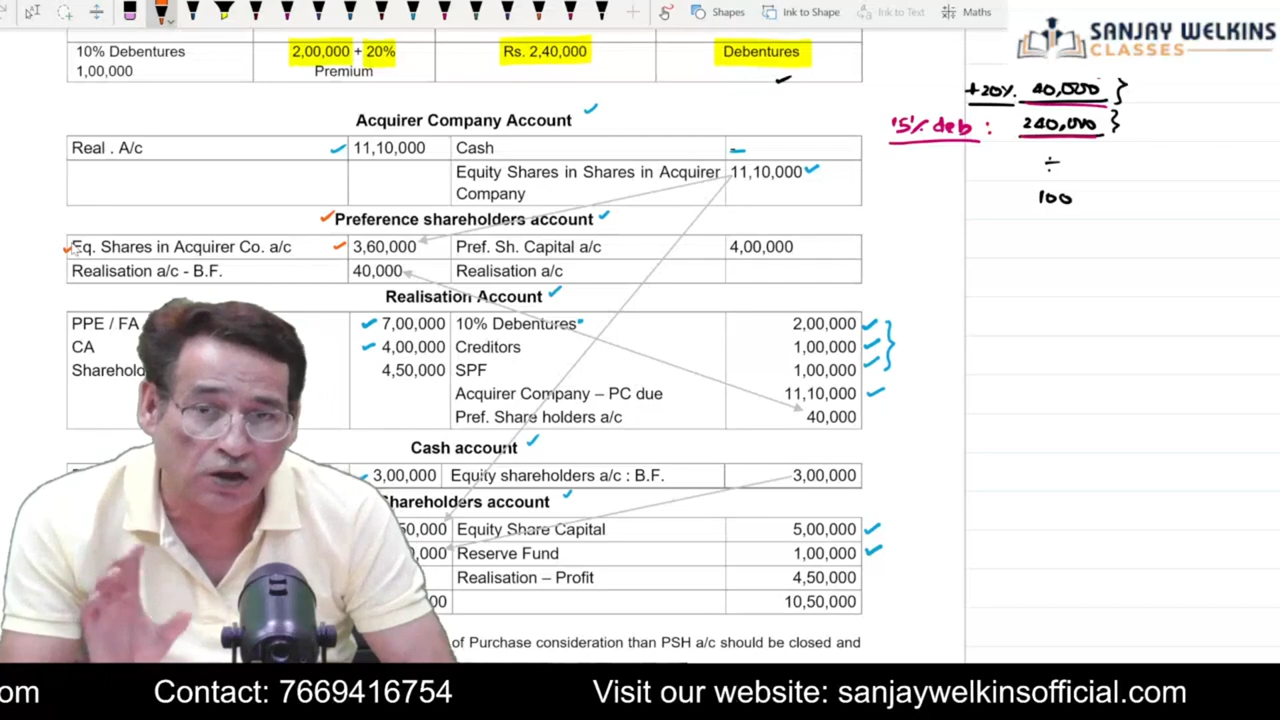 Shapes Ink to Shape Ink to Text Maths
SANJAY WELKINS
CLASSES
10% Debentures 2,00,000 + 20% Rs. 2,40,000 Debentures
1,00,000 Premium
+20% 40,000
15% deb : 240,000
÷
100
Acquirer Company Account
Real . A/c 11,10,000 Cash -
Equity Shares in Shares in Acquirer 11,10,000
Company
Preference shareholders account
Eq. Shares in Acquirer Co. a/c 3,60,000 Pref. Sh. Capital a/c 4,00,000
Realisation a/c - B.F. 40,000 Realisation a/c
Realisation Account
PPE / FA 7,00,000 10% Debentures 2,00,000
CA 4,00,000 Creditors 1,00,000
4,50,000 SPF 1,00,000
Acquirer Company – PC due 11,10,000
Pref. Share holders a/c 40,000
Cash account
3,00,000 Equity shareholders a/c : B.F. 3,00,000
Shareholders account
50,000 Equity Share Capital 5,00,000
,000 Reserve Fund 1,00,000
Realisation – Profit 4,50,000
00 10,50,000
of Purchase consideration than PSH a/c should be closed and
om Contact: 7669416754 Visit our website: sanjaywelkinsofficial.com